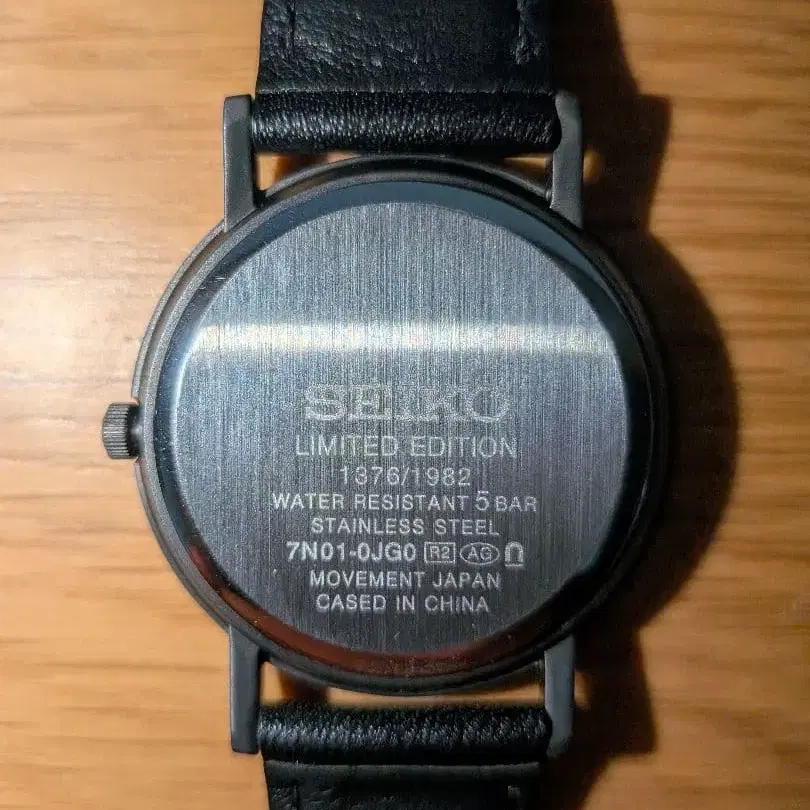 SEIKO
LIMITED EDITION
1376/1982
WATER RESISTANT 5 BAR
STAINLESS STEEL
7N01-0JG0 R2 AG Ω
MOVEMENT JAPAN
CASED IN CHINA